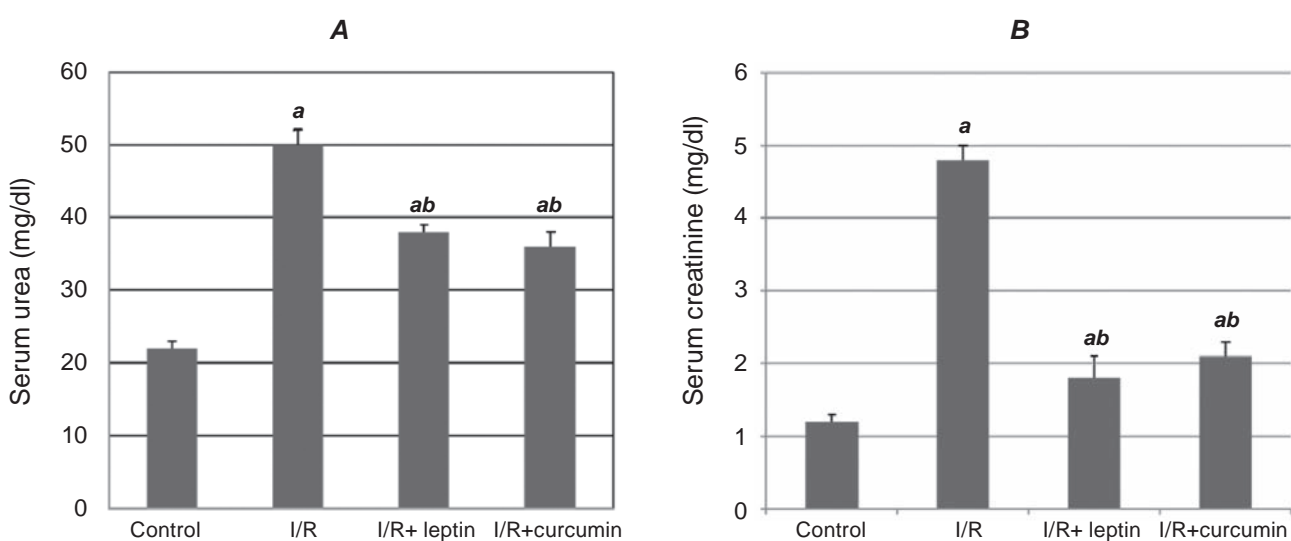 A
Serum urea (mg/dl)
60
50
40
30
20
10
0
a
ab
ab
Control
I/R
I/R+ leptin
I/R+curcumin
B
Serum creatinine (mg/dl)
6
5
4
3
2
1
0
a
ab
ab
Control
I/R
I/R+ leptin
I/R+curcumin